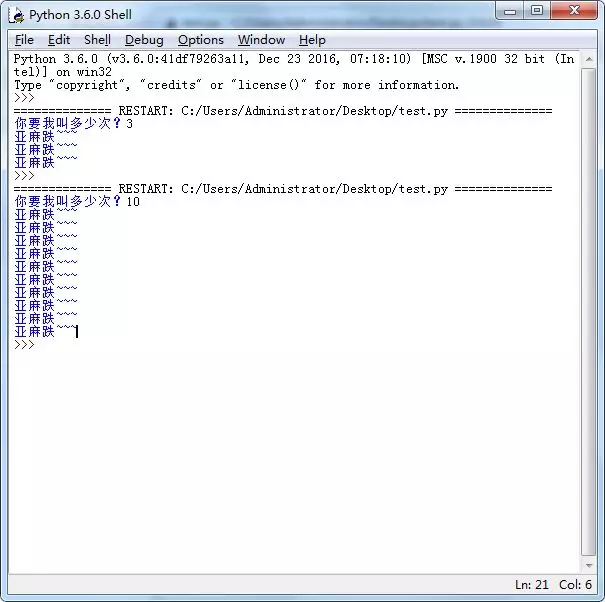 Python 3.6.0 Shell
File Edit Shell Debug Options Window Help
Python 3.6.0 (v3.6.0:41df79263a11, Dec 23 2016, 07:18:10) [MSC v.1900 32 bit (In
tel)] on win32
Type "copyright", "credits" or "license()" for more information.
>>>
============== RESTART: C:/Users/Administrator/Desktop/test.py ==============
你要我叫多少次？3
亚麻跌~~~
亚麻跌~~~
亚麻跌~~~
>>>
============== RESTART: C:/Users/Administrator/Desktop/test.py ==============
你要我叫多少次？10
亚麻跌~~~
亚麻跌~~~
亚麻跌~~~
亚麻跌~~~
亚麻跌~~~
亚麻跌~~~
亚麻跌~~~
亚麻跌~~~
亚麻跌~~~
亚麻跌~~~
>>>
Ln: 21 Col: 6